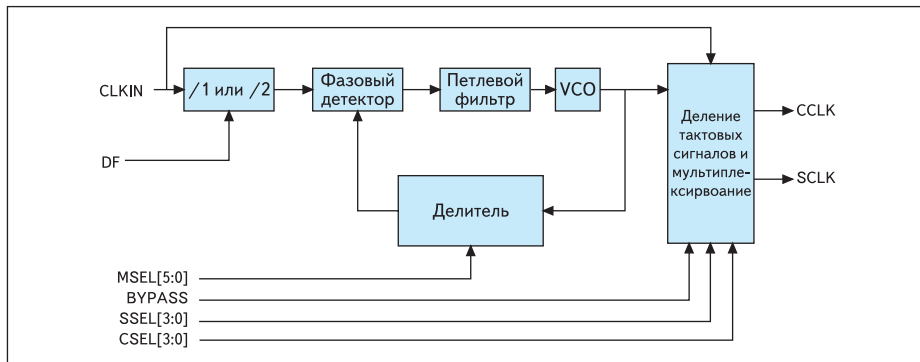 CLKIN
/1 или /2
Фазовый
детектор
Петлевой
фильтр
VCO
Деление
тактовых
сигналов и
мультипле-
ксирвоание
CCLK
SCLK
DF
Делитель
MSEL[5:0]
BYPASS
SSEL[3:0]
CSEL[3:0]